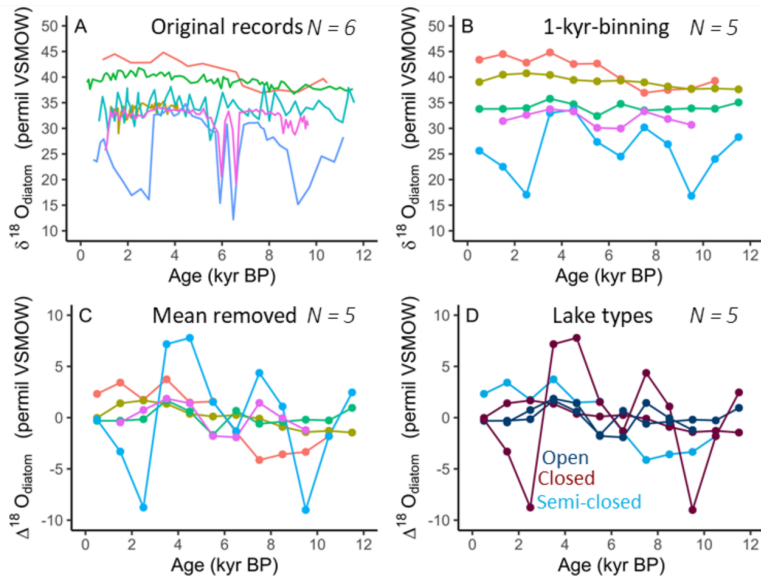 A Original records N = 6
δ18 Odiatom (permil VSMOW)
50
45
40
35
30
25
20
15
10
0 2 4 6 8 10 12
Age (kyr BP)
B 1-kyr-binning N = 5
δ18 Odiatom (permil VSMOW)
50
45
40
35
30
25
20
15
10
0 2 4 6 8 10 12
Age (kyr BP)
C Mean removed N = 5
Δ18 Odiatom (permil VSMOW)
10
5
0
-5
-10
0 2 4 6 8 10 12
Age (kyr BP)
D Lake types N = 5
Δ18 Odiatom (permil VSMOW)
10
5
0
-5
-10
Open
Closed
Semi-closed
0 2 4 6 8 10 12
Age (kyr BP)